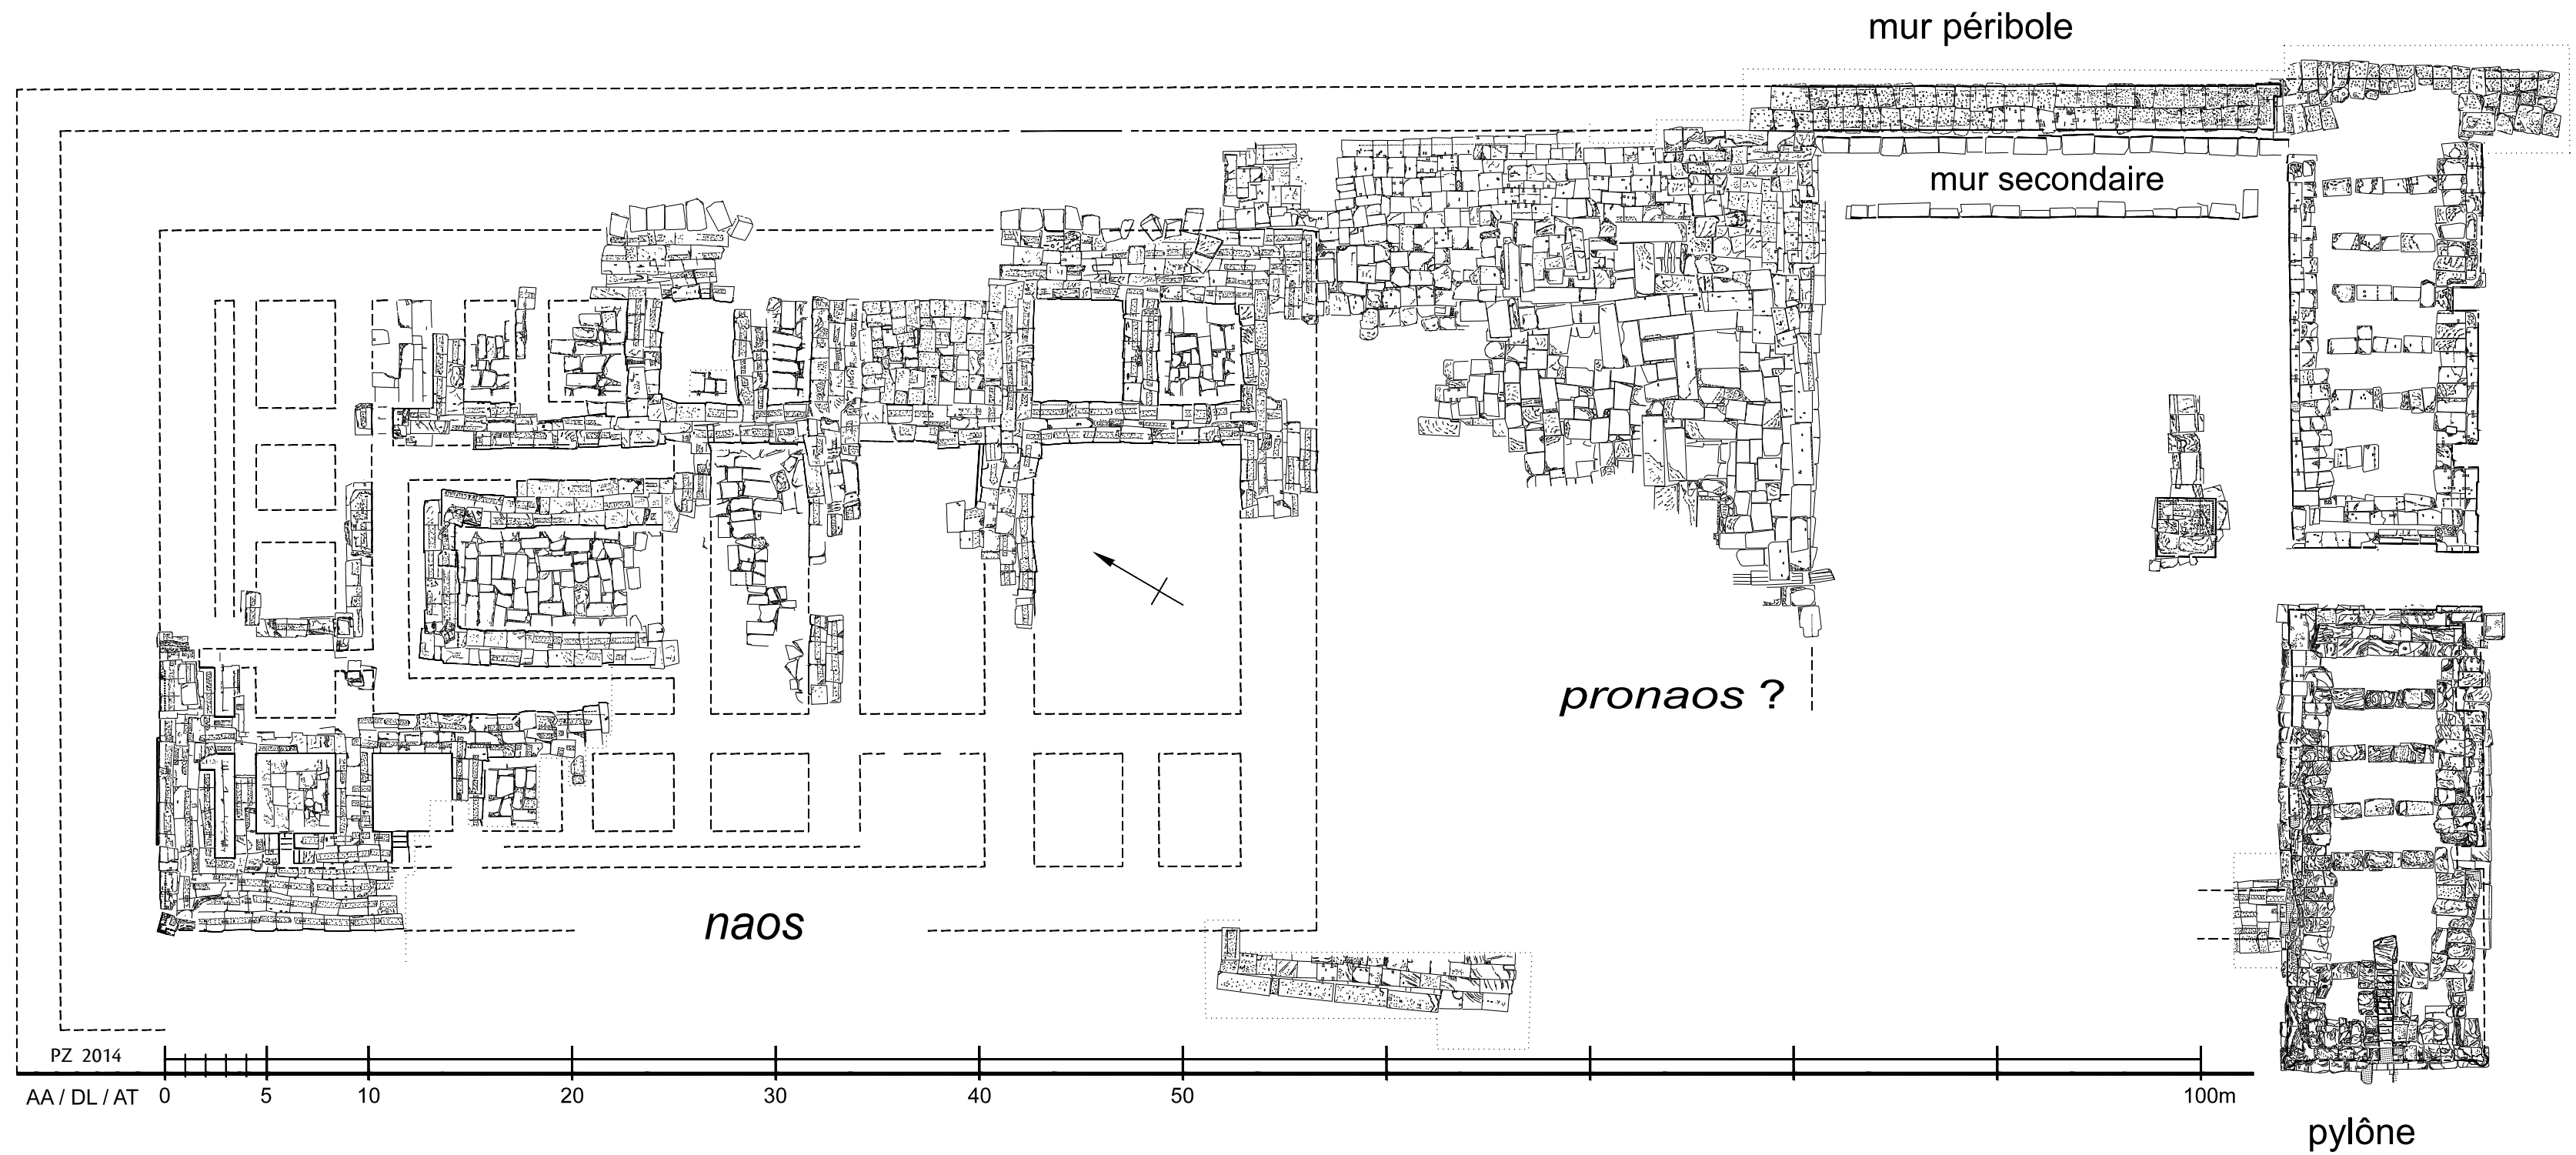 mur péribole
mur secondaire
pronaos ?
naos
PZ 2014
AA / DL / AT 0 5 10 20 30 40 50 100m
pylône